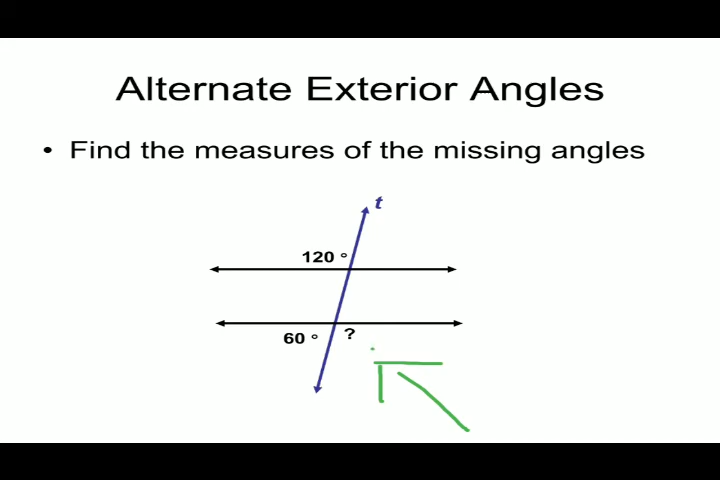 Alternate Exterior Angles
• Find the measures of the missing angles
t
120 °
60 °
?